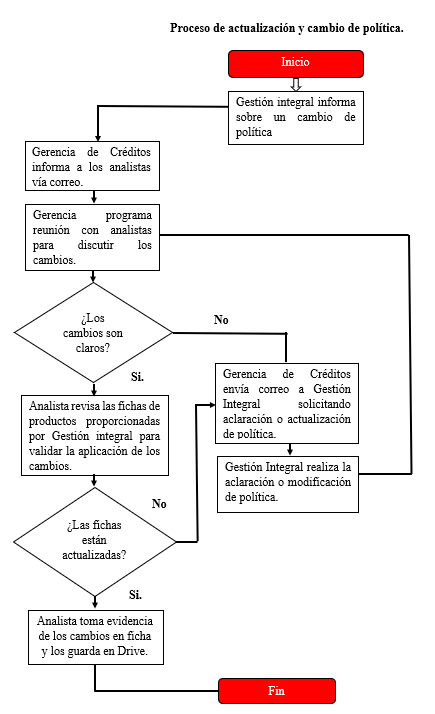 Proceso de actualización y cambio de política.
Inicio
Gestión integral informa
sobre un cambio de
política
Gerencia de Créditos
informa a los analistas
vía correo.
Gerencia programa
reunión con analistas
para discutir los
cambios.
¿Los
cambios son
claros?
No
Si.
Gerencia de Créditos
envía correo a Gestión
Integral solicitando
aclaración o actualización
de política.
Analista revisa las fichas de
productos proporcionadas
por Gestión integral para
validar la aplicación de los
cambios.
Gestión Integral realiza la
aclaración o modificación
de política.
No
¿Las fichas
están
actualizadas?
Si.
Analista toma evidencia
de los cambios en ficha
y los guarda en Drive.
Fin